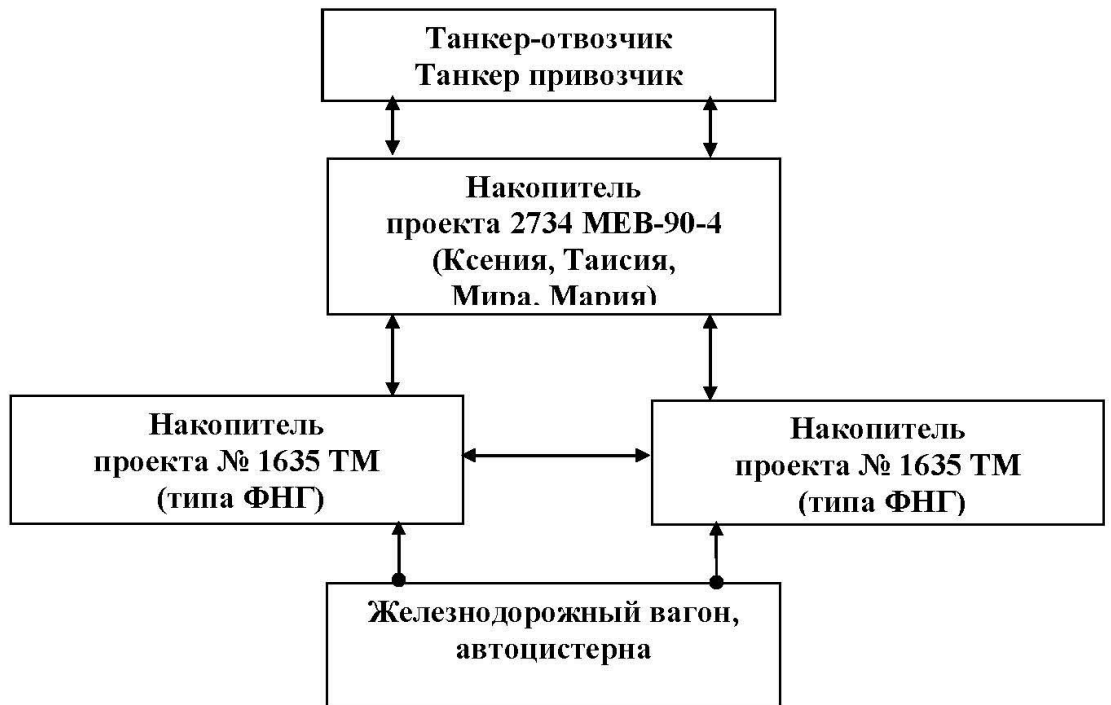 Танкер-отвозчик
Танкер привозчик
Накопитель
проекта 2734 МЕВ-90-4
(Ксения, Таисия,
Мира, Мария)
Накопитель
проекта № 1635 ТМ
(типа ФНГ)
Накопитель
проекта № 1635 ТМ
(типа ФНГ)
Железнодорожный вагон,
автоцистерна